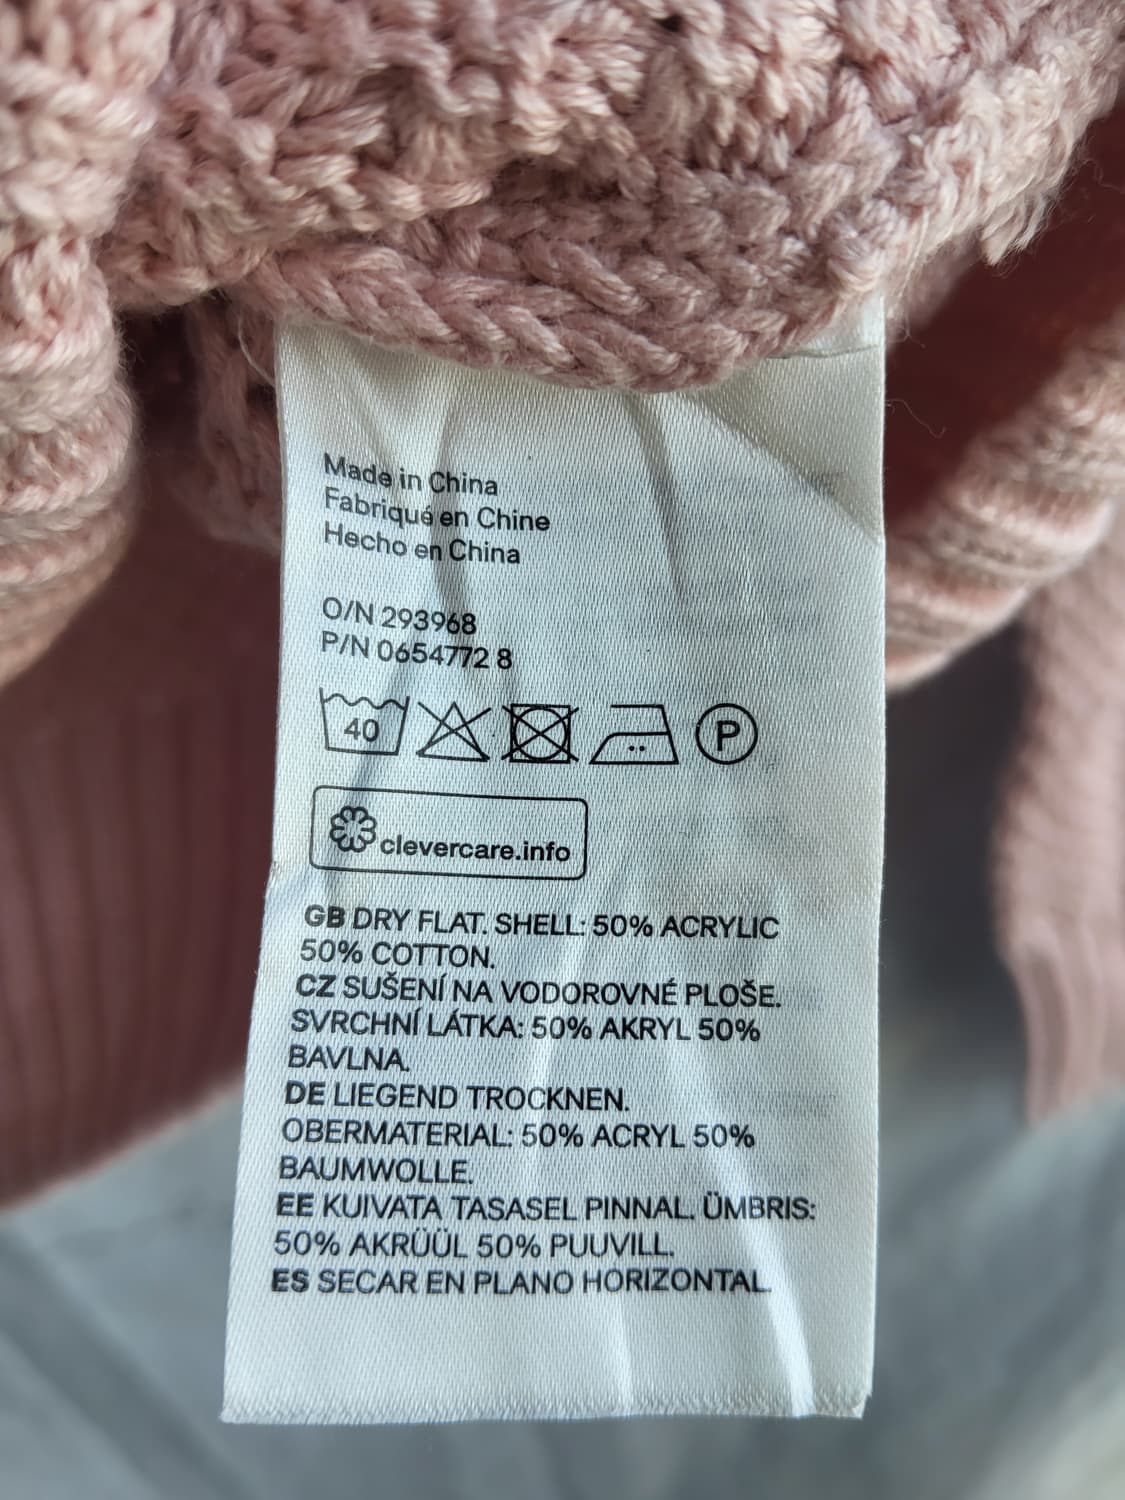 Made in China
Fabriqué en Chine
Hecho en China
O/N 293968
P/N 0654772 8
40
P
clevercare.info
GB DRY FLAT. SHELL: 50% ACRYLIC
50% COTTON.
CZ SUŠENÍ NA VODOROVNÉ PLOŠE.
SVRCHNÍ LÁTKA: 50% AKRYL 50%
BAVLNA.
DE LIEGEND TROCKNEN.
OBERMATERIAL: 50% ACRYL 50%
BAUMWOLLE.
EE KUIVATA TASASEL PINNAL. ÜMBRIS:
50% AKRÜÜL 50% PUUVILL.
ES SECAR EN PLANO HORIZONTAL.